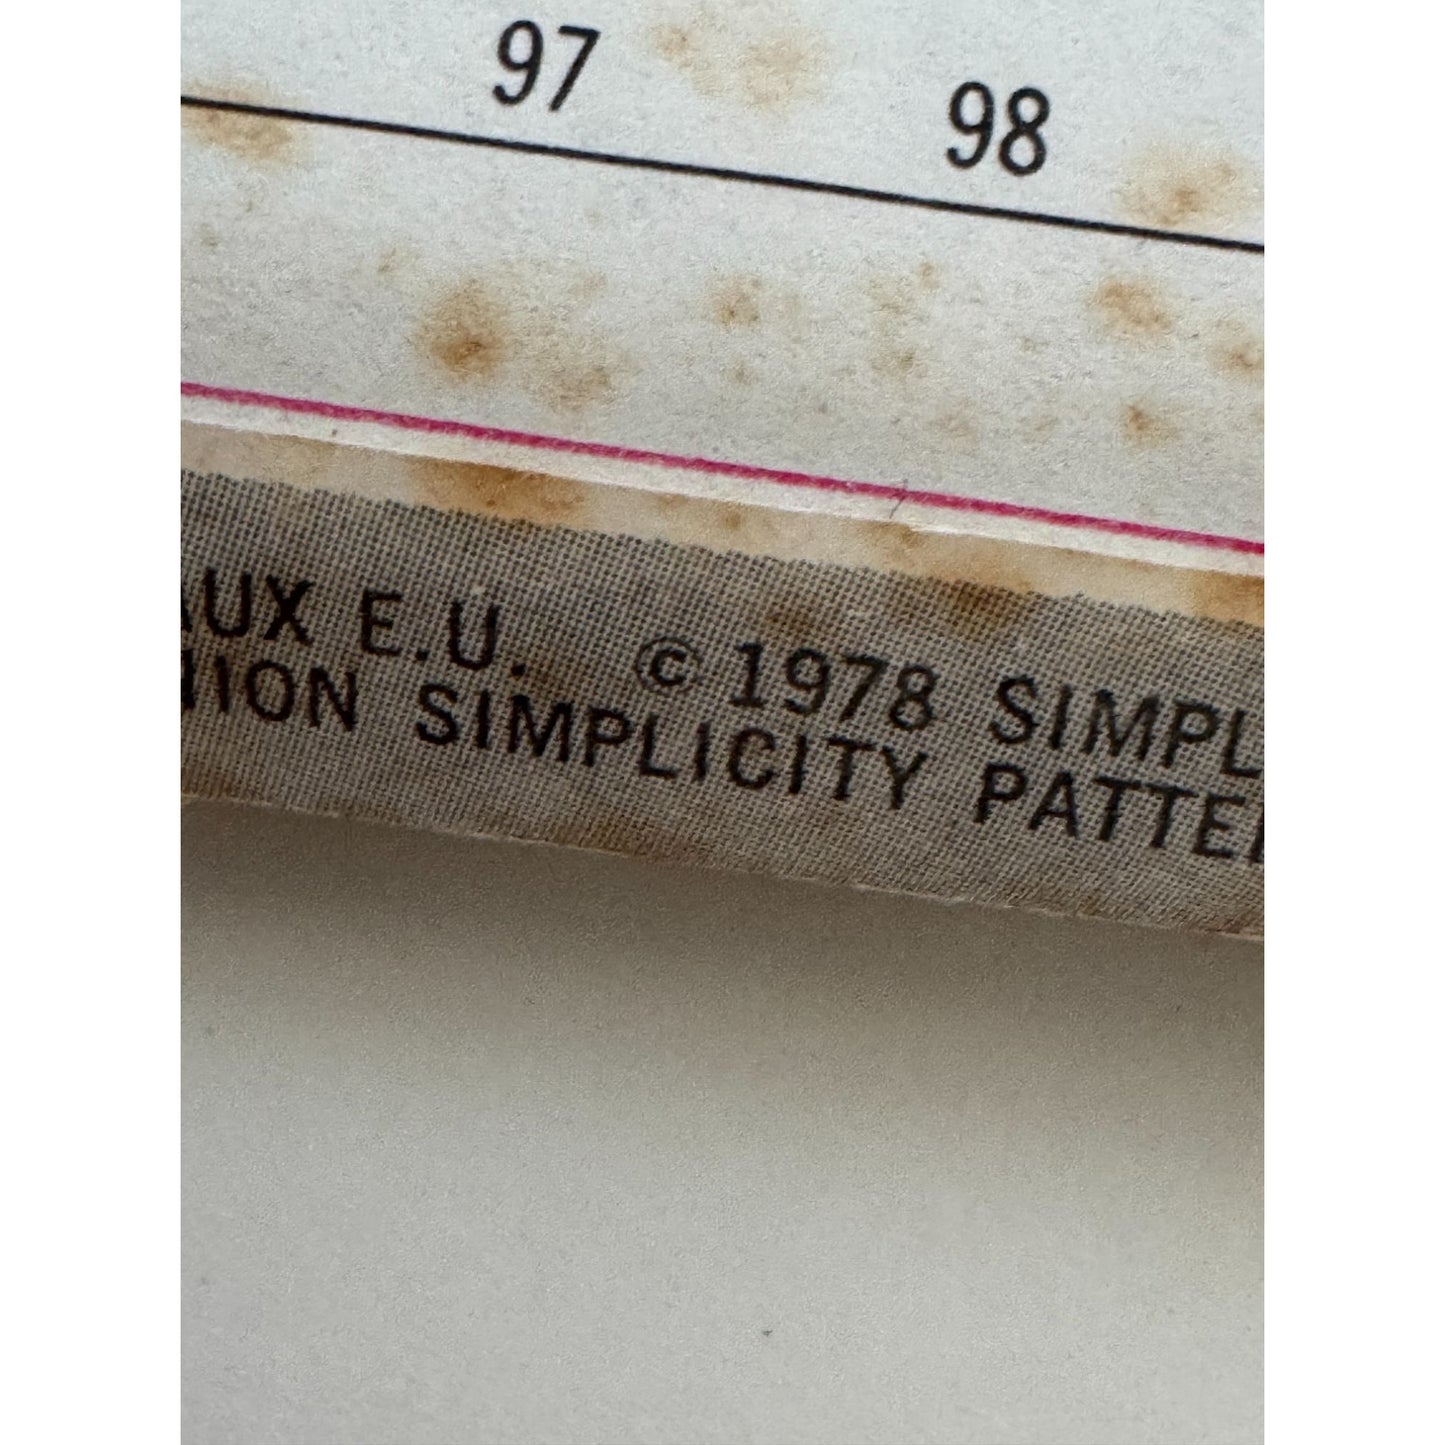 97 98
AUX E.U. © 1978 SIMPL
NION SIMPLICITY PATTE